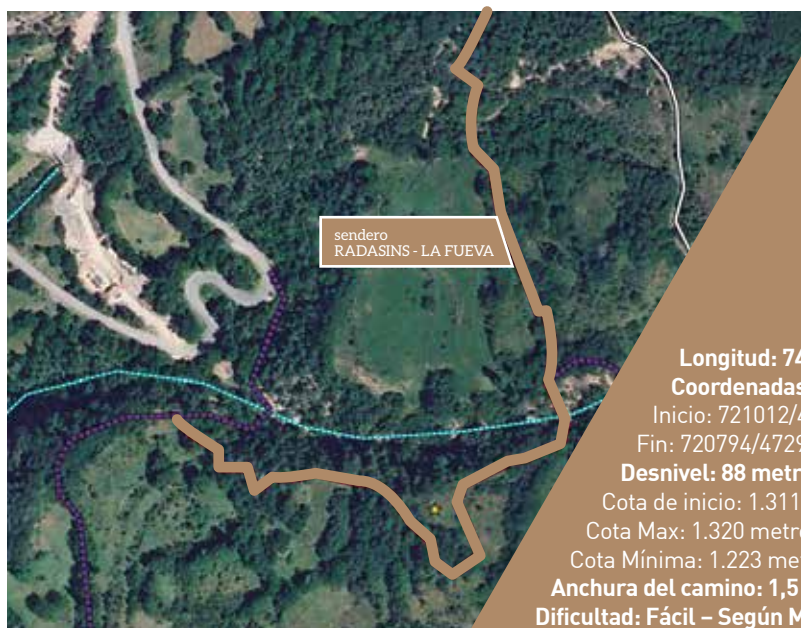 sendero
RADASINS - LA FUEVA
Longitud: 74
Coordenadas
Inicio: 721012/4
Fin: 720794/4729
Desnivel: 88 metr
Cota de inicio: 1.311
Cota Max: 1.320 metr
Cota Mínima: 1.223 me
Anchura del camino: 1,5
Dificultad: Fácil – Según M